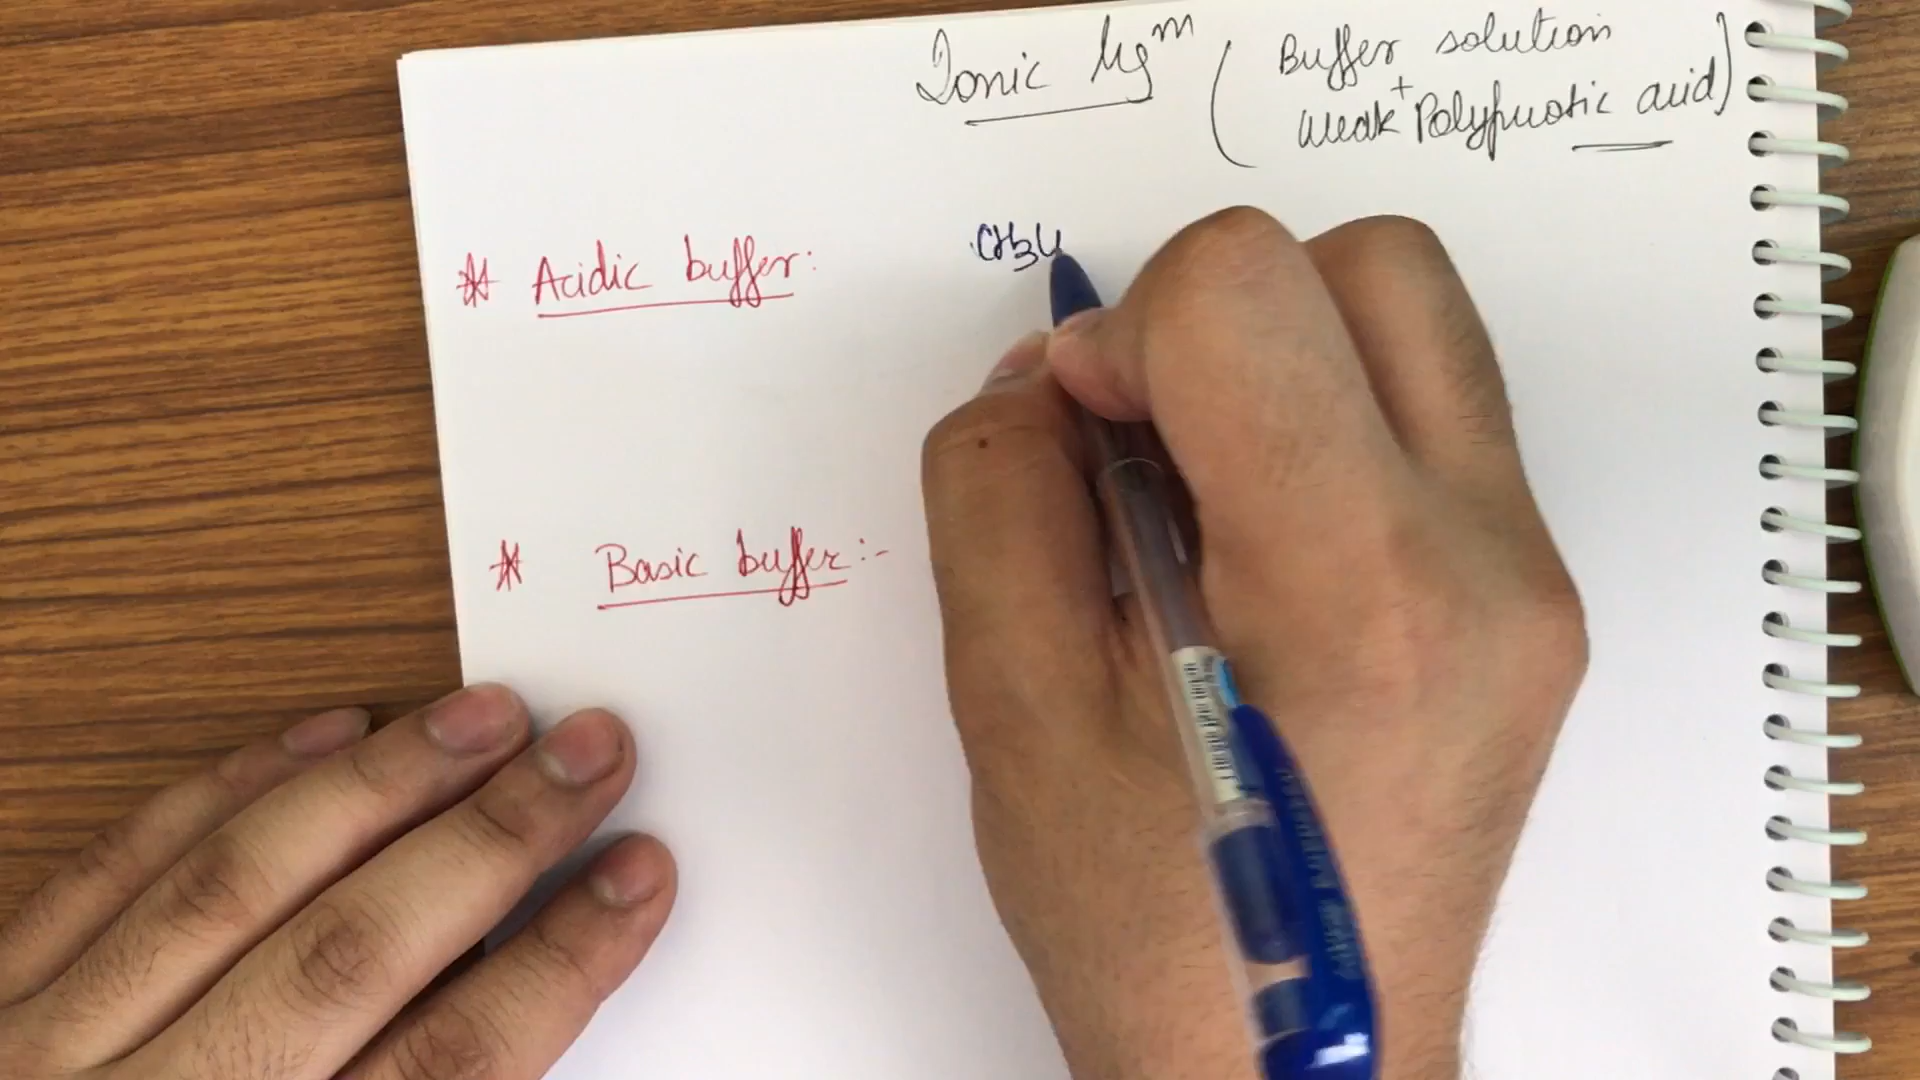 Ionic Eqᵐ ( Buffer solution
+
Weak Polyprotic acid )
* Acidic buffer:
CH3C
* Basic buffer:-